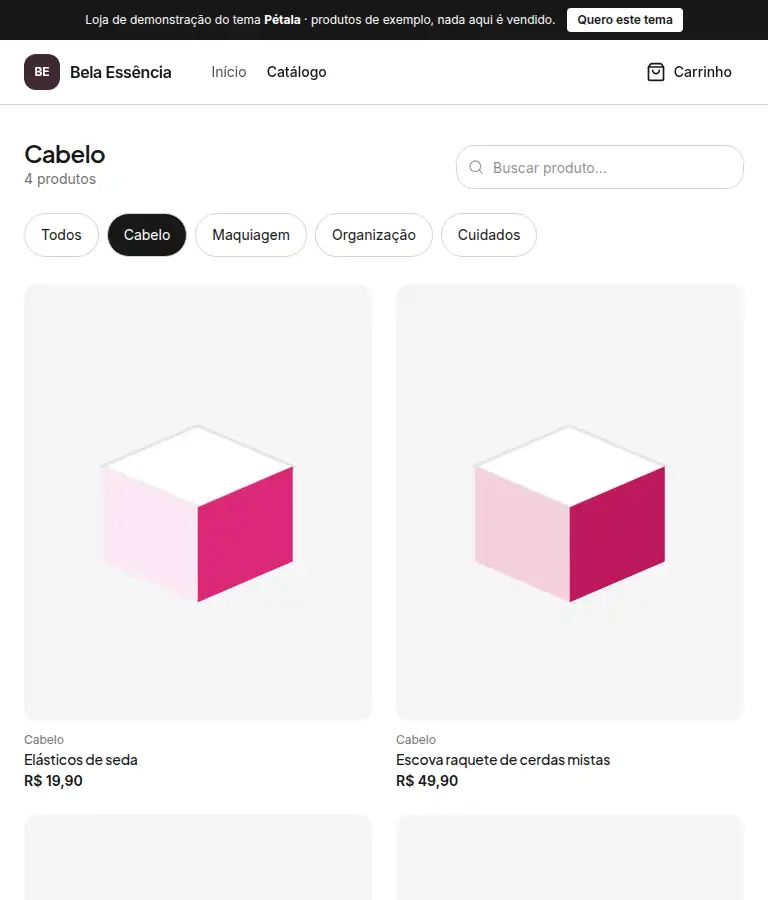 Loja de demonstração do tema Pétala · produtos de exemplo, nada aqui é vendido. Quero este tema
BE Bela Essência Início Catálogo Carrinho
Cabelo
4 produtos
Buscar produto...
Todos Cabelo Maquiagem Organização Cuidados
Cabelo
Elásticos de seda
R$ 19,90
Cabelo
Escova raquete de cerdas mistas
R$ 49,90